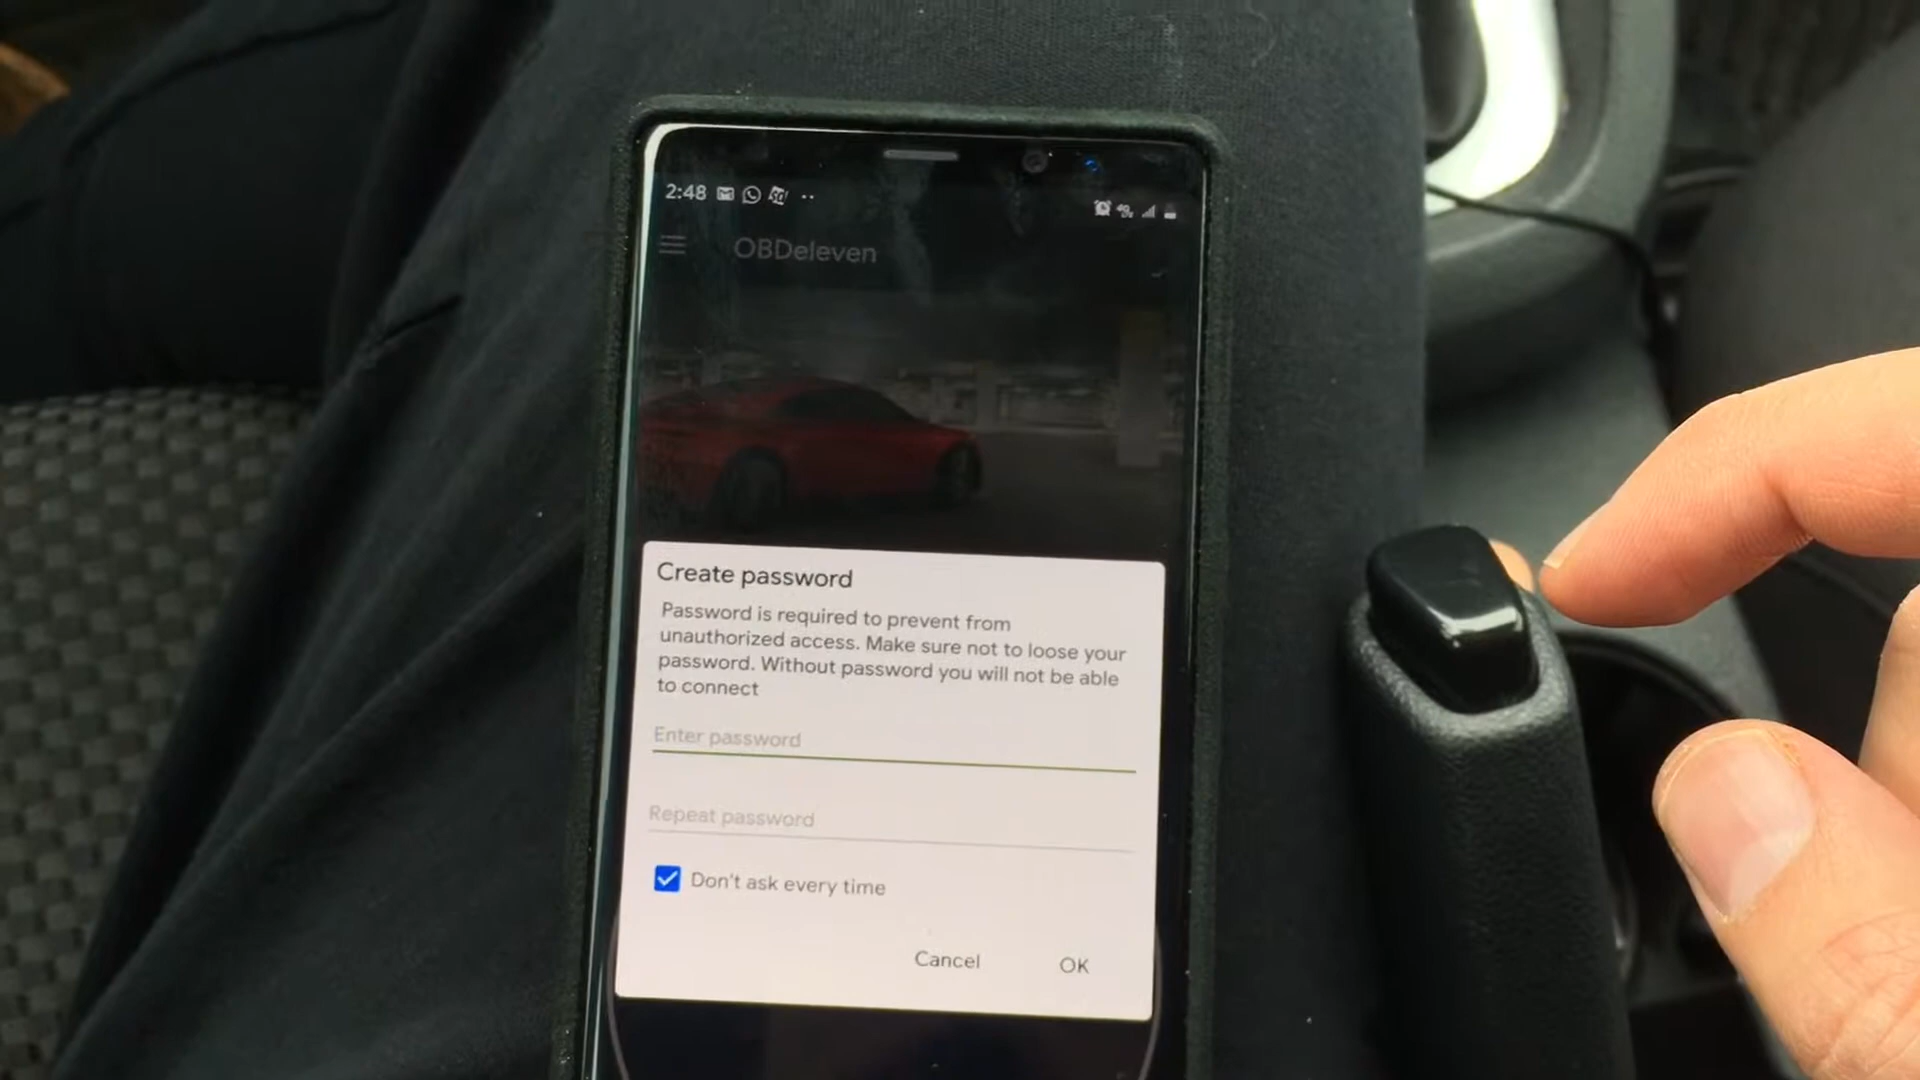 2:48
OBDeleven
Create password
Password is required to prevent from
unauthorized access. Make sure not to loose your
password. Without password you will not be able
to connect
Enter password
Repeat password
Don't ask every time
Cancel OK